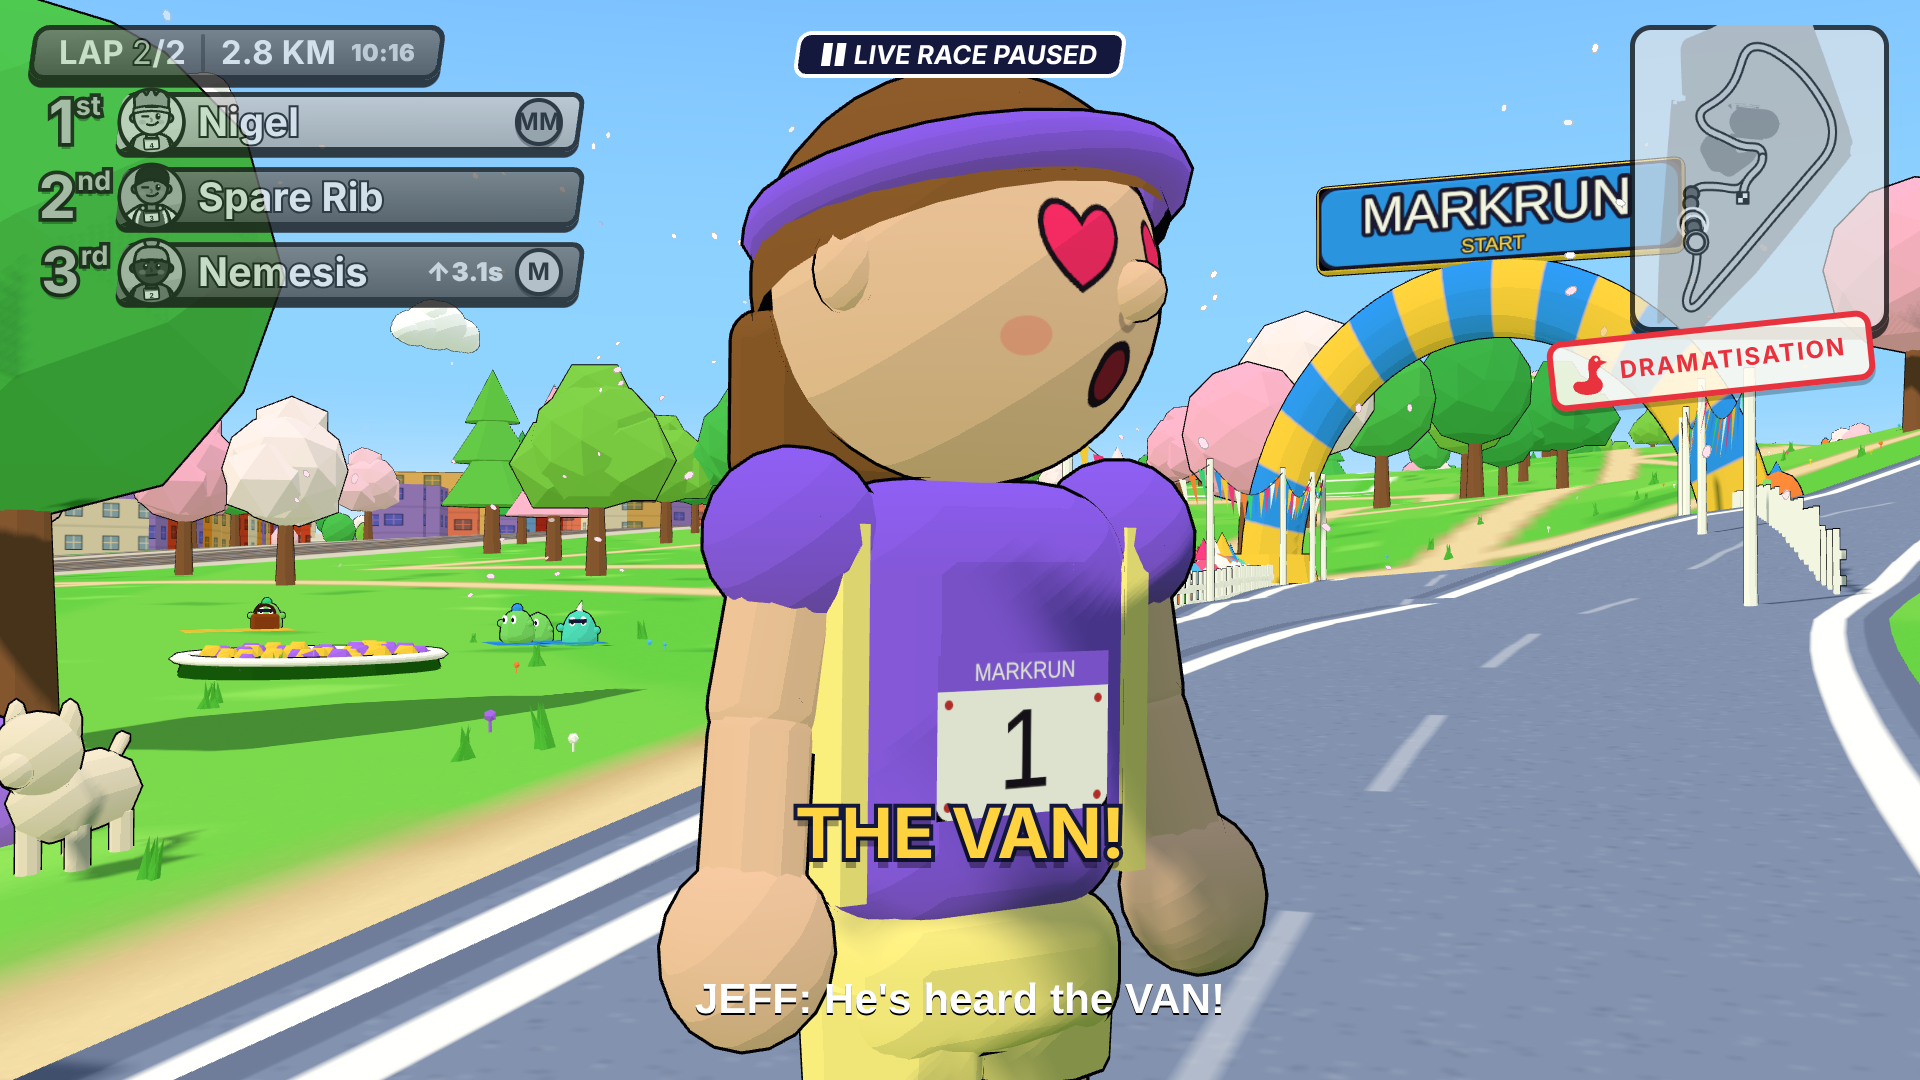 LAP 2/2 2.8 KM 10:16
LIVE RACE PAUSED
1st Nigel MM
2nd Spare Rib
3rd Nemesis ↑3.1s M
MARKRUN
START
DRAMATISATION
MARKRUN
1
THE VAN!
JEFF: He's heard the VAN!